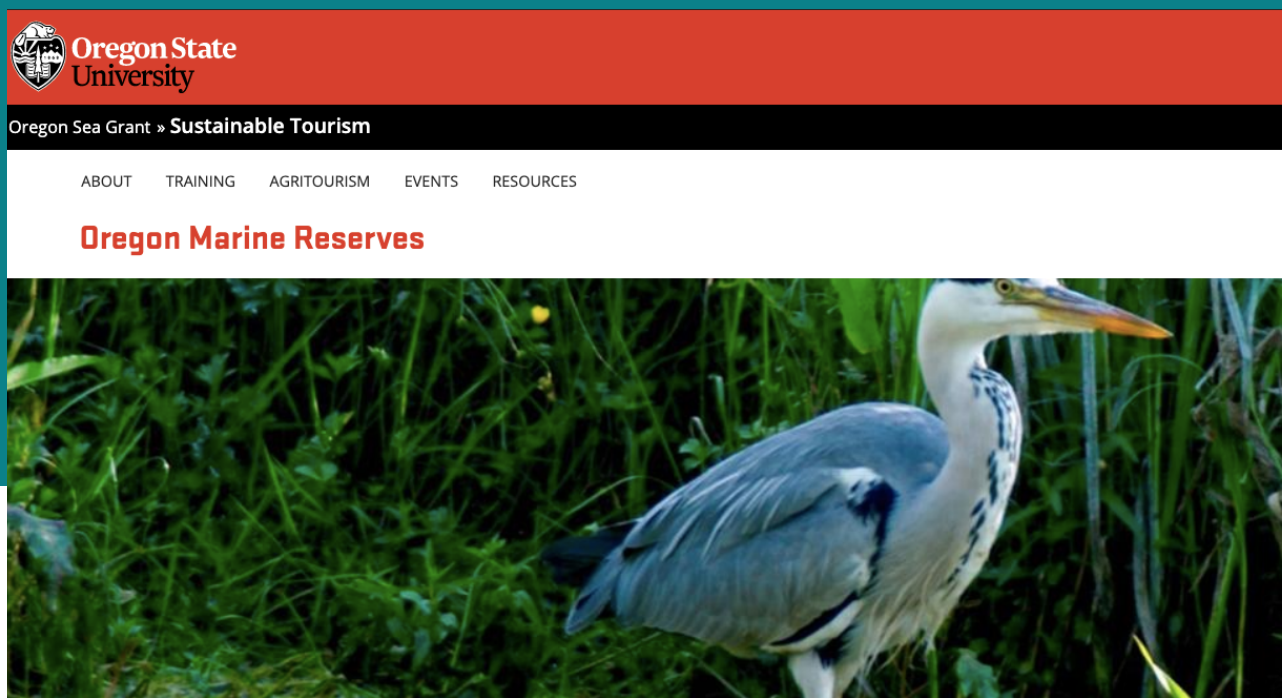 Oregon State
University
Oregon Sea Grant » Sustainable Tourism
ABOUT TRAINING AGRITOURISM EVENTS RESOURCES
Oregon Marine Reserves